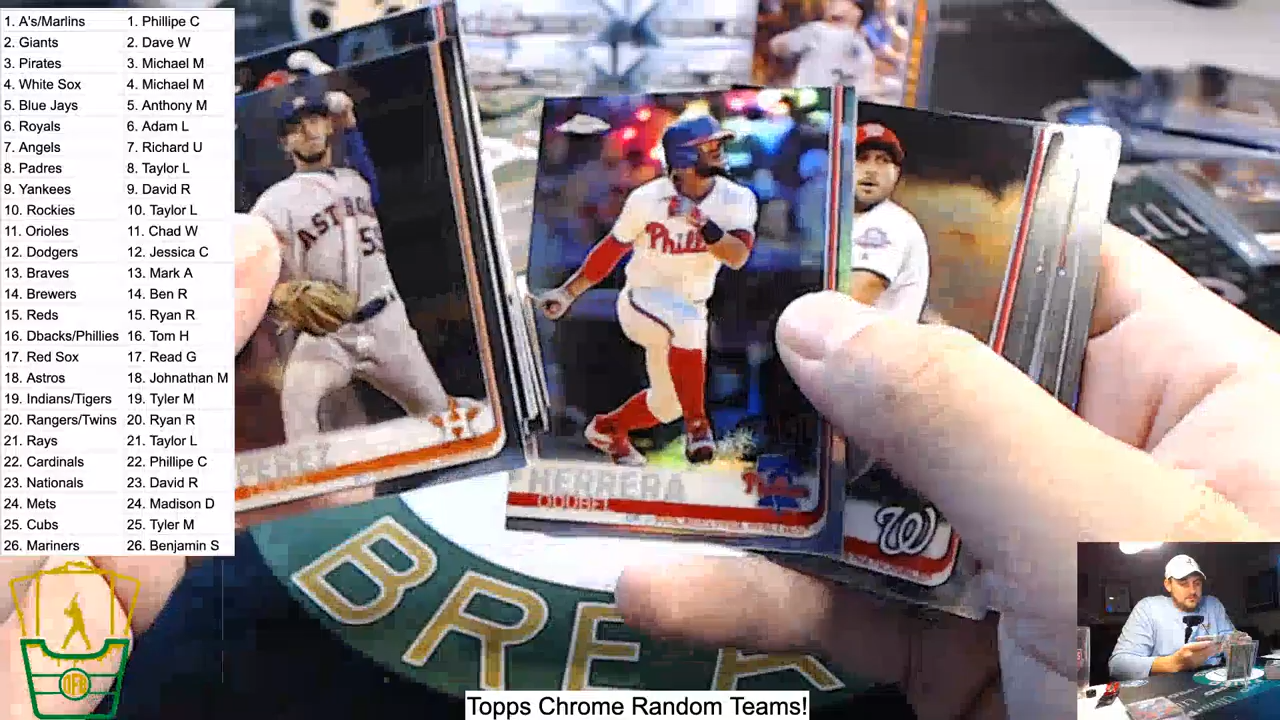 1. A's/Marlins 1. Phillipe C
2. Giants 2. Dave W
3. Pirates 3. Michael M
4. White Sox 4. Michael M
5. Blue Jays 5. Anthony M
6. Royals 6. Adam L
7. Angels 7. Richard U
8. Padres 8. Taylor L
9. Yankees 9. David R
10. Rockies 10. Taylor L
11. Orioles 11. Chad W
12. Dodgers 12. Jessica C
13. Braves 13. Mark A
14. Brewers 14. Ben R
15. Reds 15. Ryan R
16. Dbacks/Phillies 16. Tom H
17. Red Sox 17. Read G
18. Astros 18. Johnathan M
19. Indians/Tigers 19. Tyler M
20. Rangers/Twins 20. Ryan R
21. Rays 21. Taylor L
22. Cardinals 22. Phillipe C
23. Nationals 23. David R
24. Mets 24. Madison D
25. Cubs 25. Tyler M
26. Mariners 26. Benjamin S
ASTRO
53
PEREZ
H
Phill
HERRERA
ODUBEL
Phillies
W
BREA
Topps Chrome Random Teams!